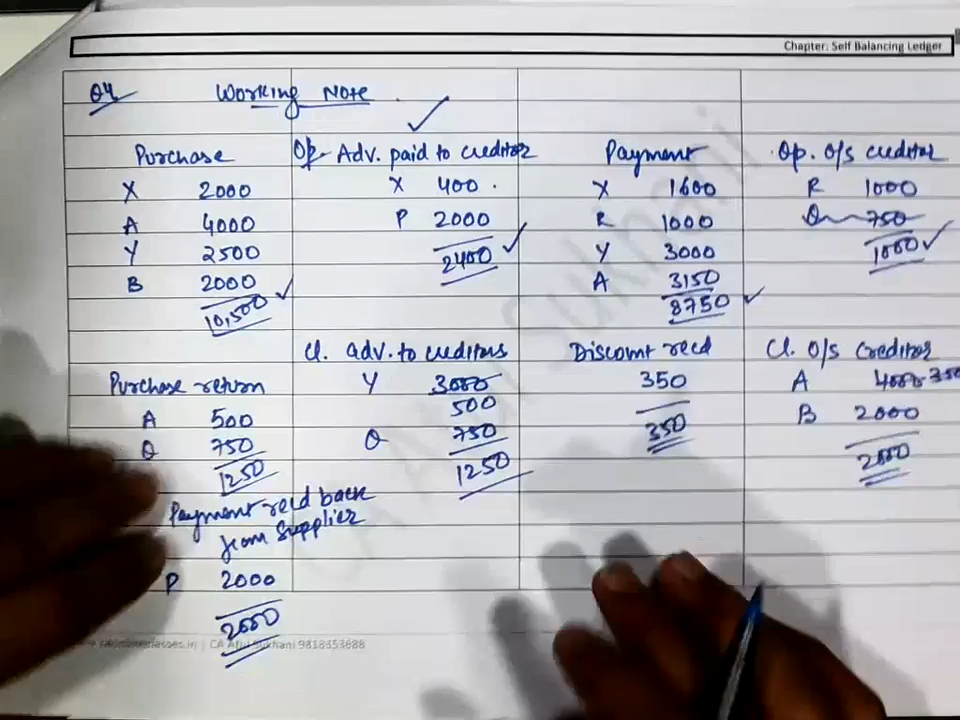 Chapter: Self Balancing Ledger
Q4 Working Note
Purchase
X 2000
A 4000
Y 2500
B 2000
10,500
Op. Adv. paid to creditor
X 400
P 2000
2400
Payment
X 1600
R 1000
Y 3000
A 3150
8750
Op. O/s creditor
R 1000
Q 750
1000
Purchase return
A 500
Q 750
1250
Cl. adv. to creditors
Y 3000
500
Q 750
1250
Discount recd
350
350
Cl. O/s Creditor
A 4000
B 2000
2000
Payment recd back
from Supplier
P 2000
2000
| CA Atul Sukhani 9818353688
Atul Sukhani